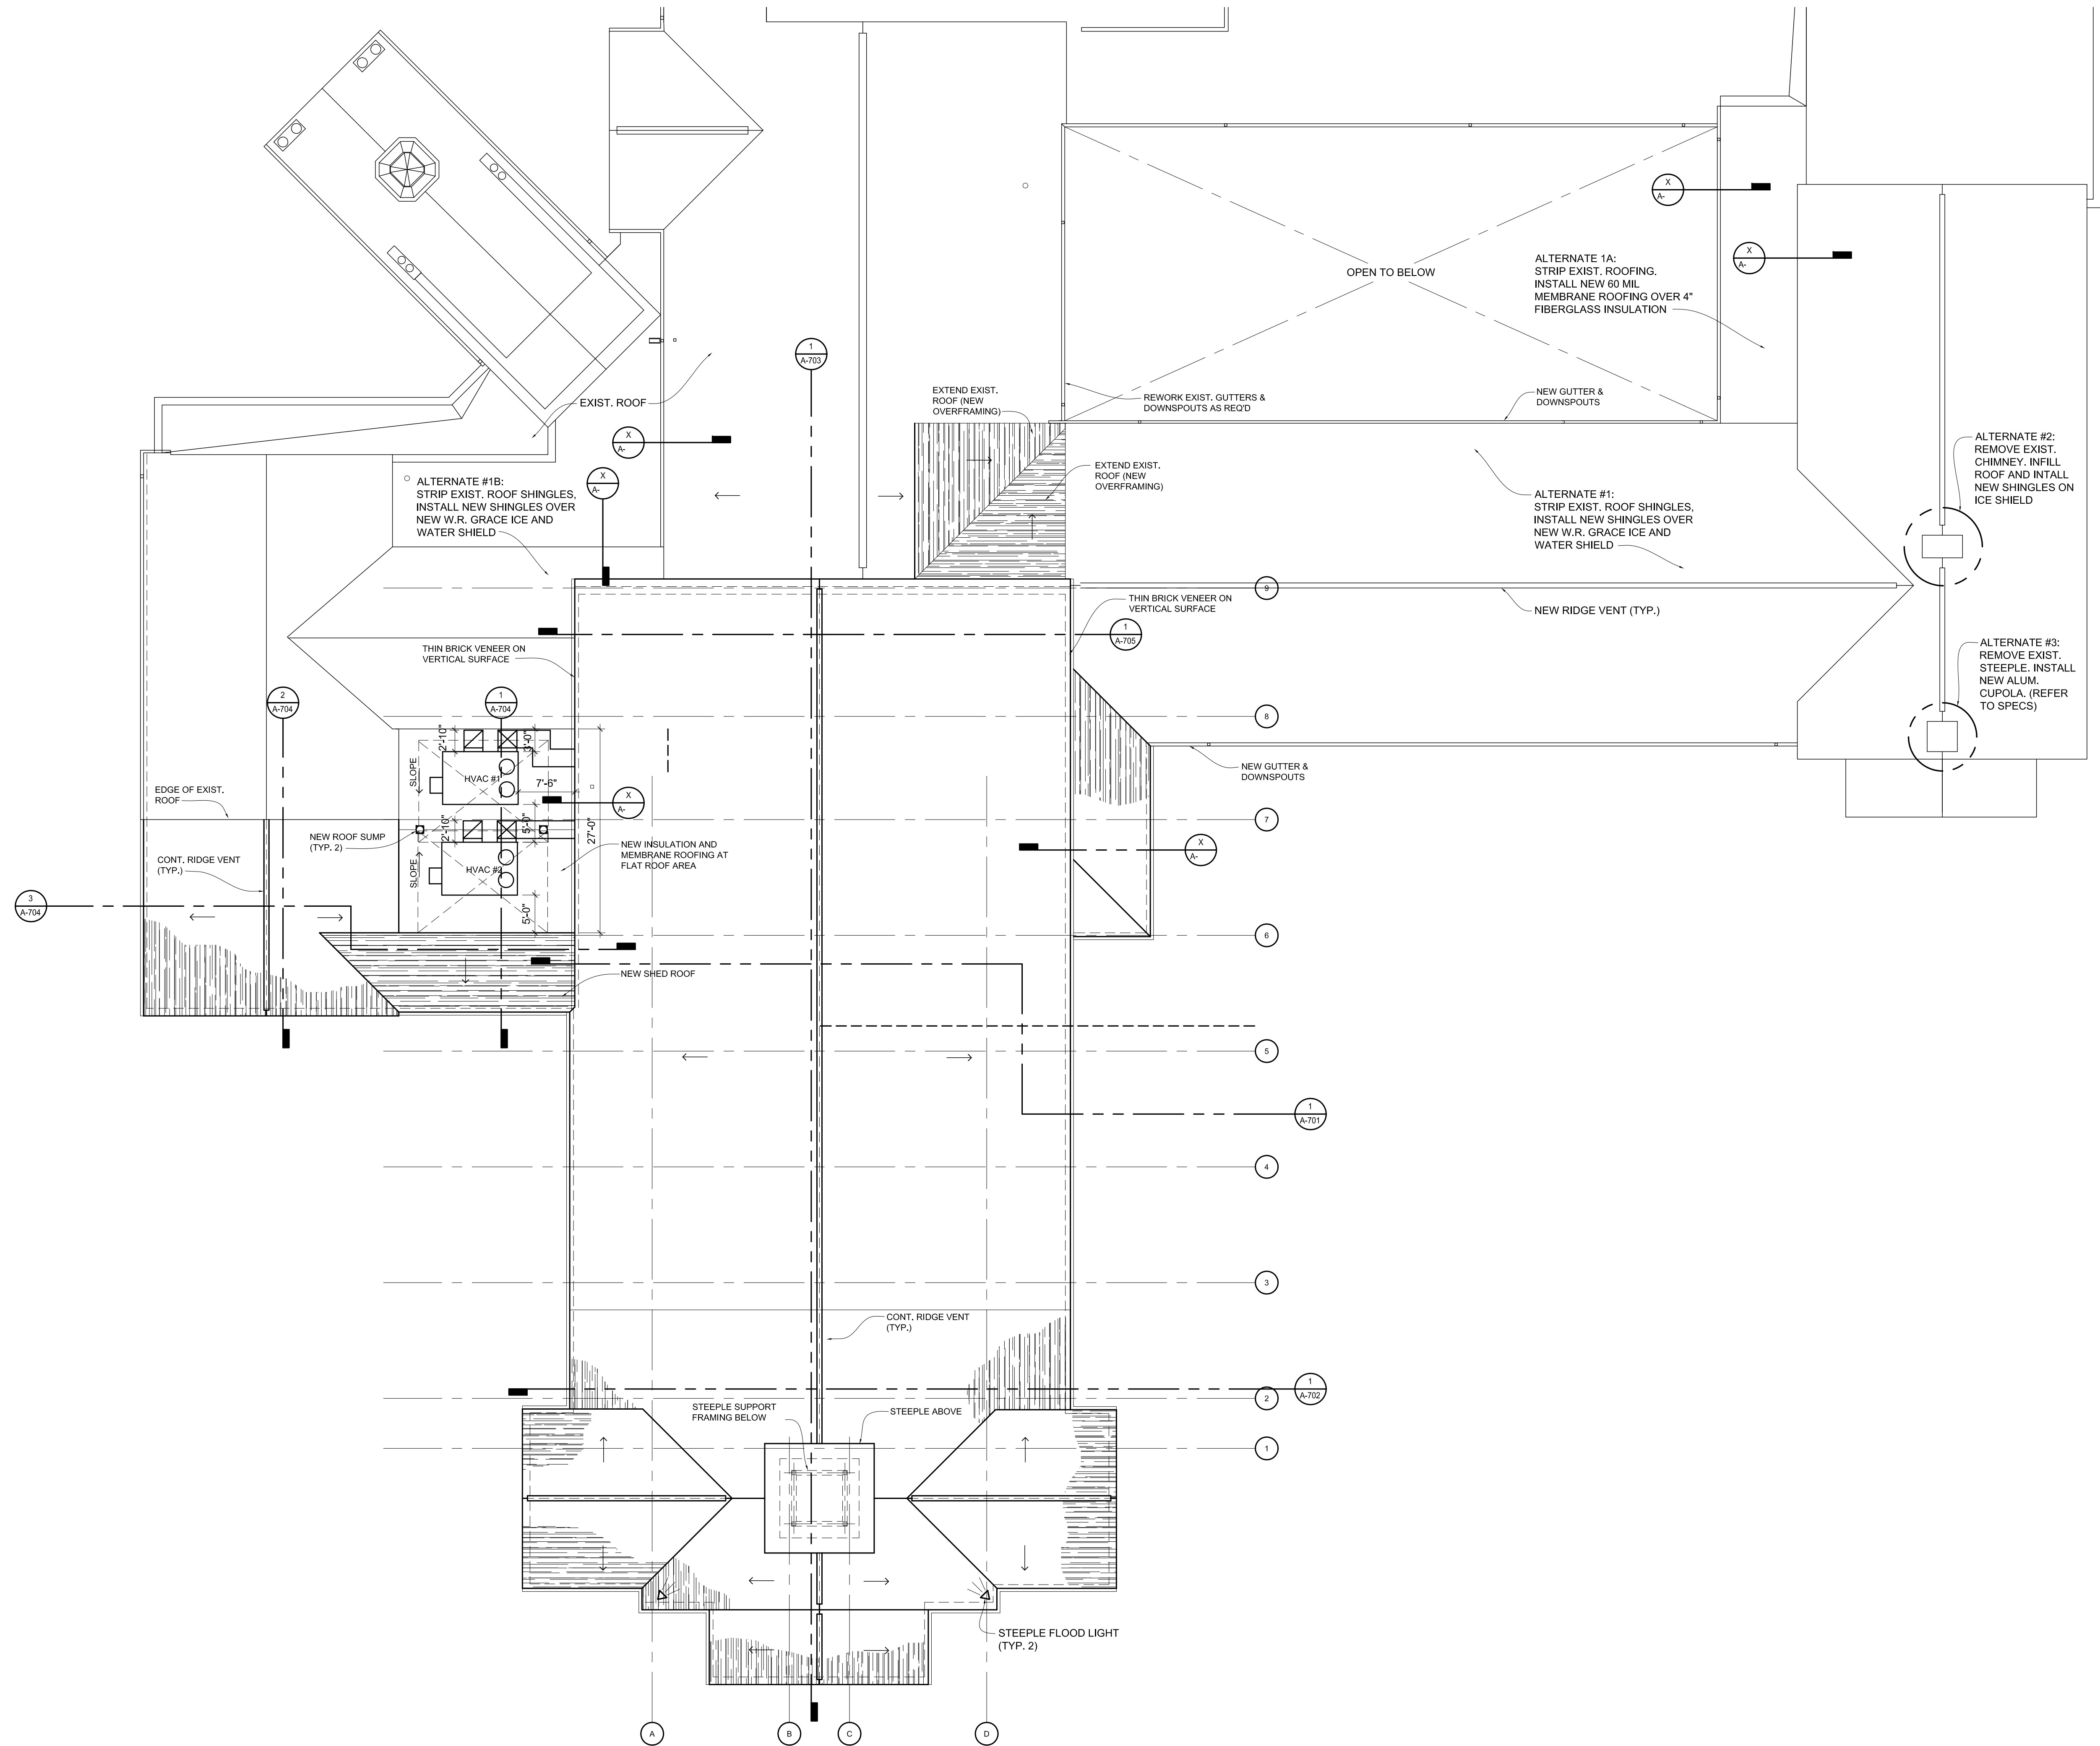 OPEN TO BELOW
ALTERNATE 1A:
STRIP EXIST. ROOFING.
INSTALL NEW 60 MIL
MEMBRANE ROOFING OVER 4"
FIBERGLASS INSULATION
X
A-
X
A-
1
A-703
EXIST. ROOF
EXTEND EXIST.
ROOF (NEW
OVERFRAMING)
REWORK EXIST. GUTTERS &
DOWNSPOUTS AS REQ'D
NEW GUTTER &
DOWNSPOUTS
X
A-
X
A-
ALTERNATE #1B:
STRIP EXIST. ROOF SHINGLES,
INSTALL NEW SHINGLES OVER
NEW W.R. GRACE ICE AND
WATER SHIELD
EXTEND EXIST.
ROOF (NEW
OVERFRAMING)
ALTERNATE #1:
STRIP EXIST. ROOF SHINGLES,
INSTALL NEW SHINGLES OVER
NEW W.R. GRACE ICE AND
WATER SHIELD
ALTERNATE #2:
REMOVE EXIST.
CHIMNEY. INFILL
ROOF AND INTALL
NEW SHINGLES ON
ICE SHIELD
9
THIN BRICK VENEER ON
VERTICAL SURFACE
NEW RIDGE VENT (TYP.)
1
A-705
THIN BRICK VENEER ON
VERTICAL SURFACE
ALTERNATE #3:
REMOVE EXIST.
STEEPLE. INSTALL
NEW ALUM.
CUPOLA. (REFER
TO SPECS)
2
A-704
1
A-704
8
2'-10"
3'-0"
SLOPE
HVAC #1
7'-6"
NEW GUTTER &
DOWNSPOUTS
EDGE OF EXIST.
ROOF
X
A-
7
NEW ROOF SUMP
(TYP. 2)
2'-10"
5'-0"
27'-0"
NEW INSULATION AND
MEMBRANE ROOFING AT
FLAT ROOF AREA
X
A-
CONT. RIDGE VENT
(TYP.)
SLOPE
HVAC #2
5'-0"
3
A-704
6
NEW SHED ROOF
5
1
A-701
4
3
CONT. RIDGE VENT
(TYP.)
1
A-702
2
STEEPLE SUPPORT
FRAMING BELOW
STEEPLE ABOVE
1
STEEPLE FLOOD LIGHT
(TYP. 2)
A
B
C
D